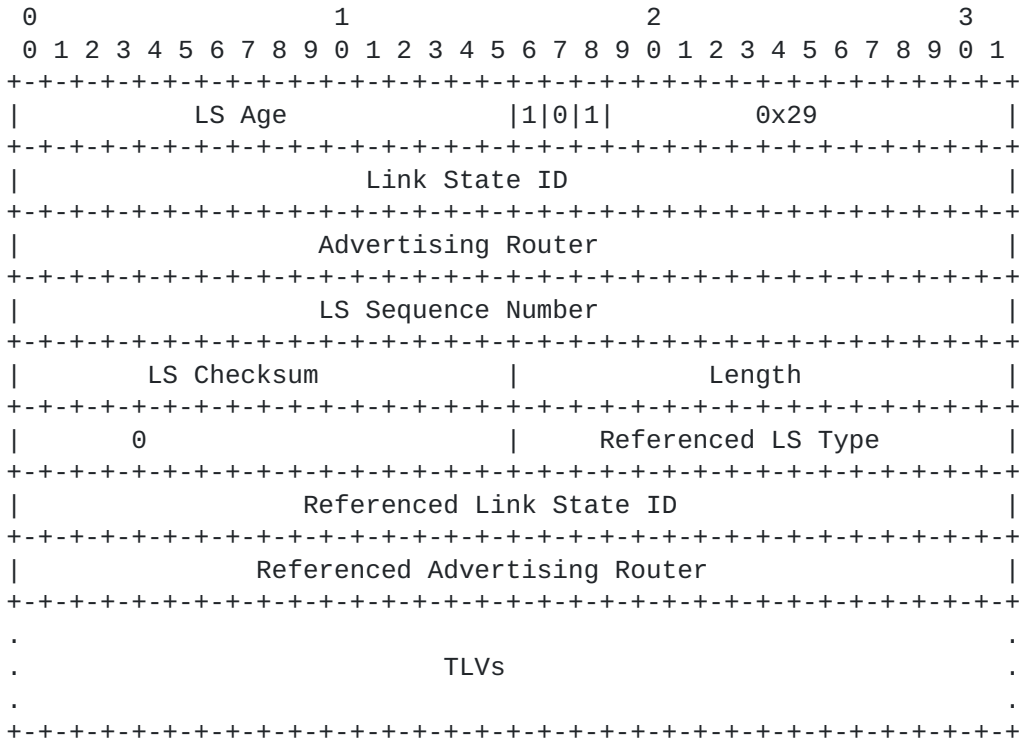 0                   1                   2                   3
 0 1 2 3 4 5 6 7 8 9 0 1 2 3 4 5 6 7 8 9 0 1 2 3 4 5 6 7 8 9 0 1
+-+-+-+-+-+-+-+-+-+-+-+-+-+-+-+-+-+-+-+-+-+-+-+-+-+-+-+-+-+-+-+-+
|           LS Age              |1|0|1|         0x29            |
+-+-+-+-+-+-+-+-+-+-+-+-+-+-+-+-+-+-+-+-+-+-+-+-+-+-+-+-+-+-+-+-+
|                      Link State ID                            |
+-+-+-+-+-+-+-+-+-+-+-+-+-+-+-+-+-+-+-+-+-+-+-+-+-+-+-+-+-+-+-+-+
|                   Advertising Router                          |
+-+-+-+-+-+-+-+-+-+-+-+-+-+-+-+-+-+-+-+-+-+-+-+-+-+-+-+-+-+-+-+-+
|                   LS Sequence Number                          |
+-+-+-+-+-+-+-+-+-+-+-+-+-+-+-+-+-+-+-+-+-+-+-+-+-+-+-+-+-+-+-+-+
|        LS Checksum            |            Length             |
+-+-+-+-+-+-+-+-+-+-+-+-+-+-+-+-+-+-+-+-+-+-+-+-+-+-+-+-+-+-+-+-+
|       0                       |     Referenced LS Type        |
+-+-+-+-+-+-+-+-+-+-+-+-+-+-+-+-+-+-+-+-+-+-+-+-+-+-+-+-+-+-+-+-+
|                  Referenced Link State ID                     |
+-+-+-+-+-+-+-+-+-+-+-+-+-+-+-+-+-+-+-+-+-+-+-+-+-+-+-+-+-+-+-+-+
|               Referenced Advertising Router                   |
+-+-+-+-+-+-+-+-+-+-+-+-+-+-+-+-+-+-+-+-+-+-+-+-+-+-+-+-+-+-+-+-+
.                                                               .
.                           TLVs                                .
.                                                               .
+-+-+-+-+-+-+-+-+-+-+-+-+-+-+-+-+-+-+-+-+-+-+-+-+-+-+-+-+-+-+-+-+